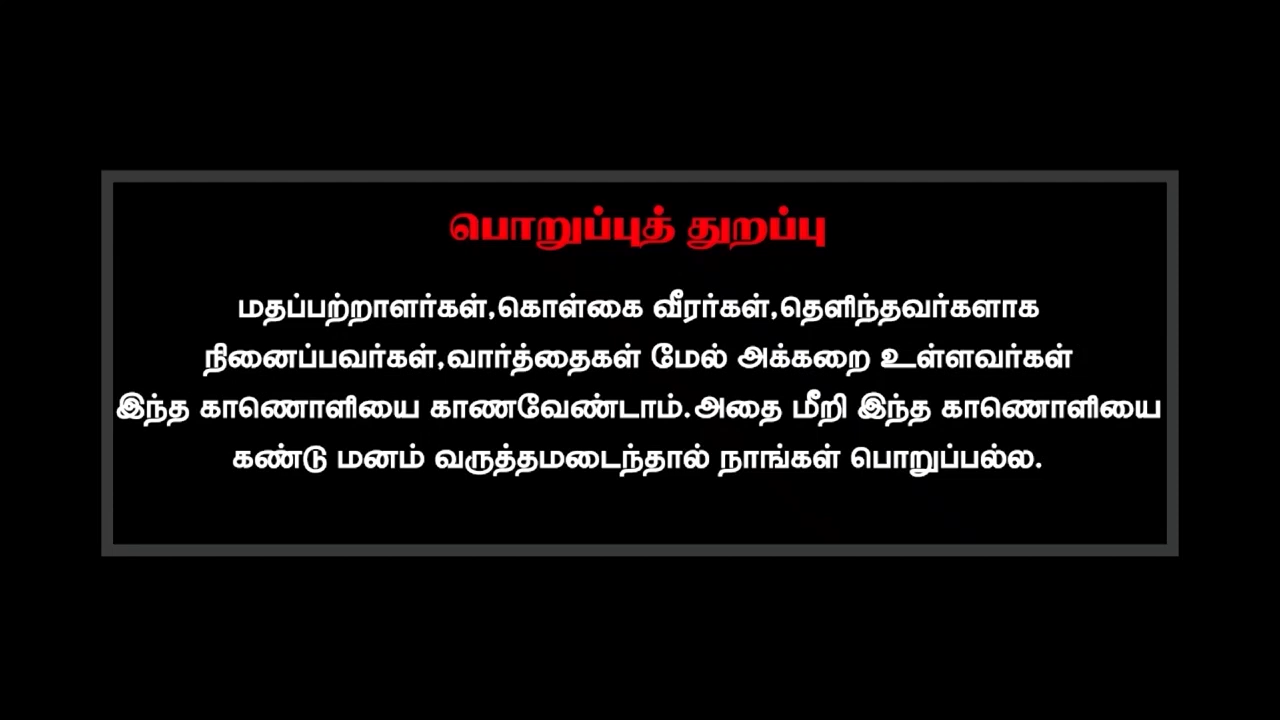 பொறுப்புத் துறப்பு
மதப்பற்றாளர்கள்,கொள்கை வீரர்கள்,தெளிந்தவர்களாக
நினைப்பவர்கள்,வார்த்தைகள் மேல் அக்கறை உள்ளவர்கள்
இந்த காணொளியை காணவேண்டாம்.அதை மீறி இந்த காணொளியை
கண்டு மனம் வருத்தமடைந்தால் நாங்கள் பொறுப்பல்ல.